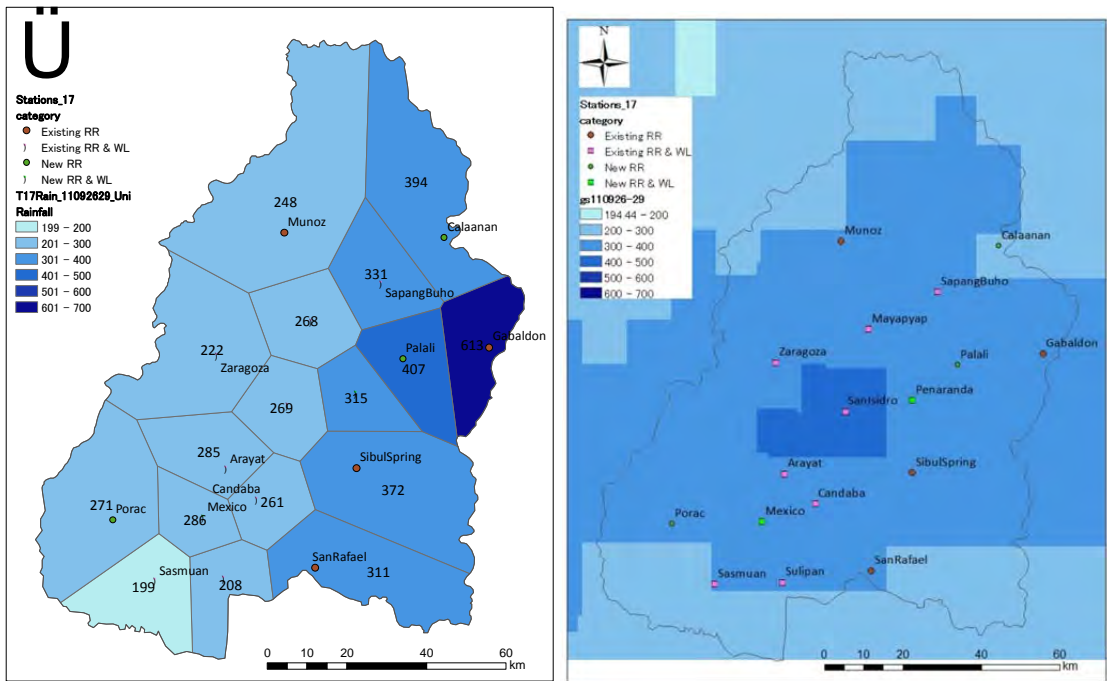 Ü
Stations_17
category
Existing RR
Existing RR & WL
New RR
New RR & WL
T17Rain_11092629_Uni
Rainfall
199 - 200
201 - 300
301 - 400
401 - 500
501 - 600
601 - 700
394
248
Munoz
Calaanan
331
SapangBuho
268
613
Gabaldon
Palali
407
222
Zaragoza
315
269
285
Arayat
SibulSpring
372
Candaba
261
271
Porac
Mexico
286
SanRafael
311
Sasmuan
199
208
0 10 20 40 60
km
N
Stations_17
category
Existing RR
Existing RR & WL
New RR
New RR & WL
gs110926-29
194.44 - 200
200 - 300
300 - 400
400 - 500
500 - 600
600 - 700
Munoz
Calaanan
SapangBuho
Mayapyap
Zaragoza
Palali
Gabaldon
Penaranda
SanIsidro
Arayat
SibulSpring
Candaba
Porac
Mexico
SanRafael
Sasmuan
Sulipan
0 10 20 40 60
km